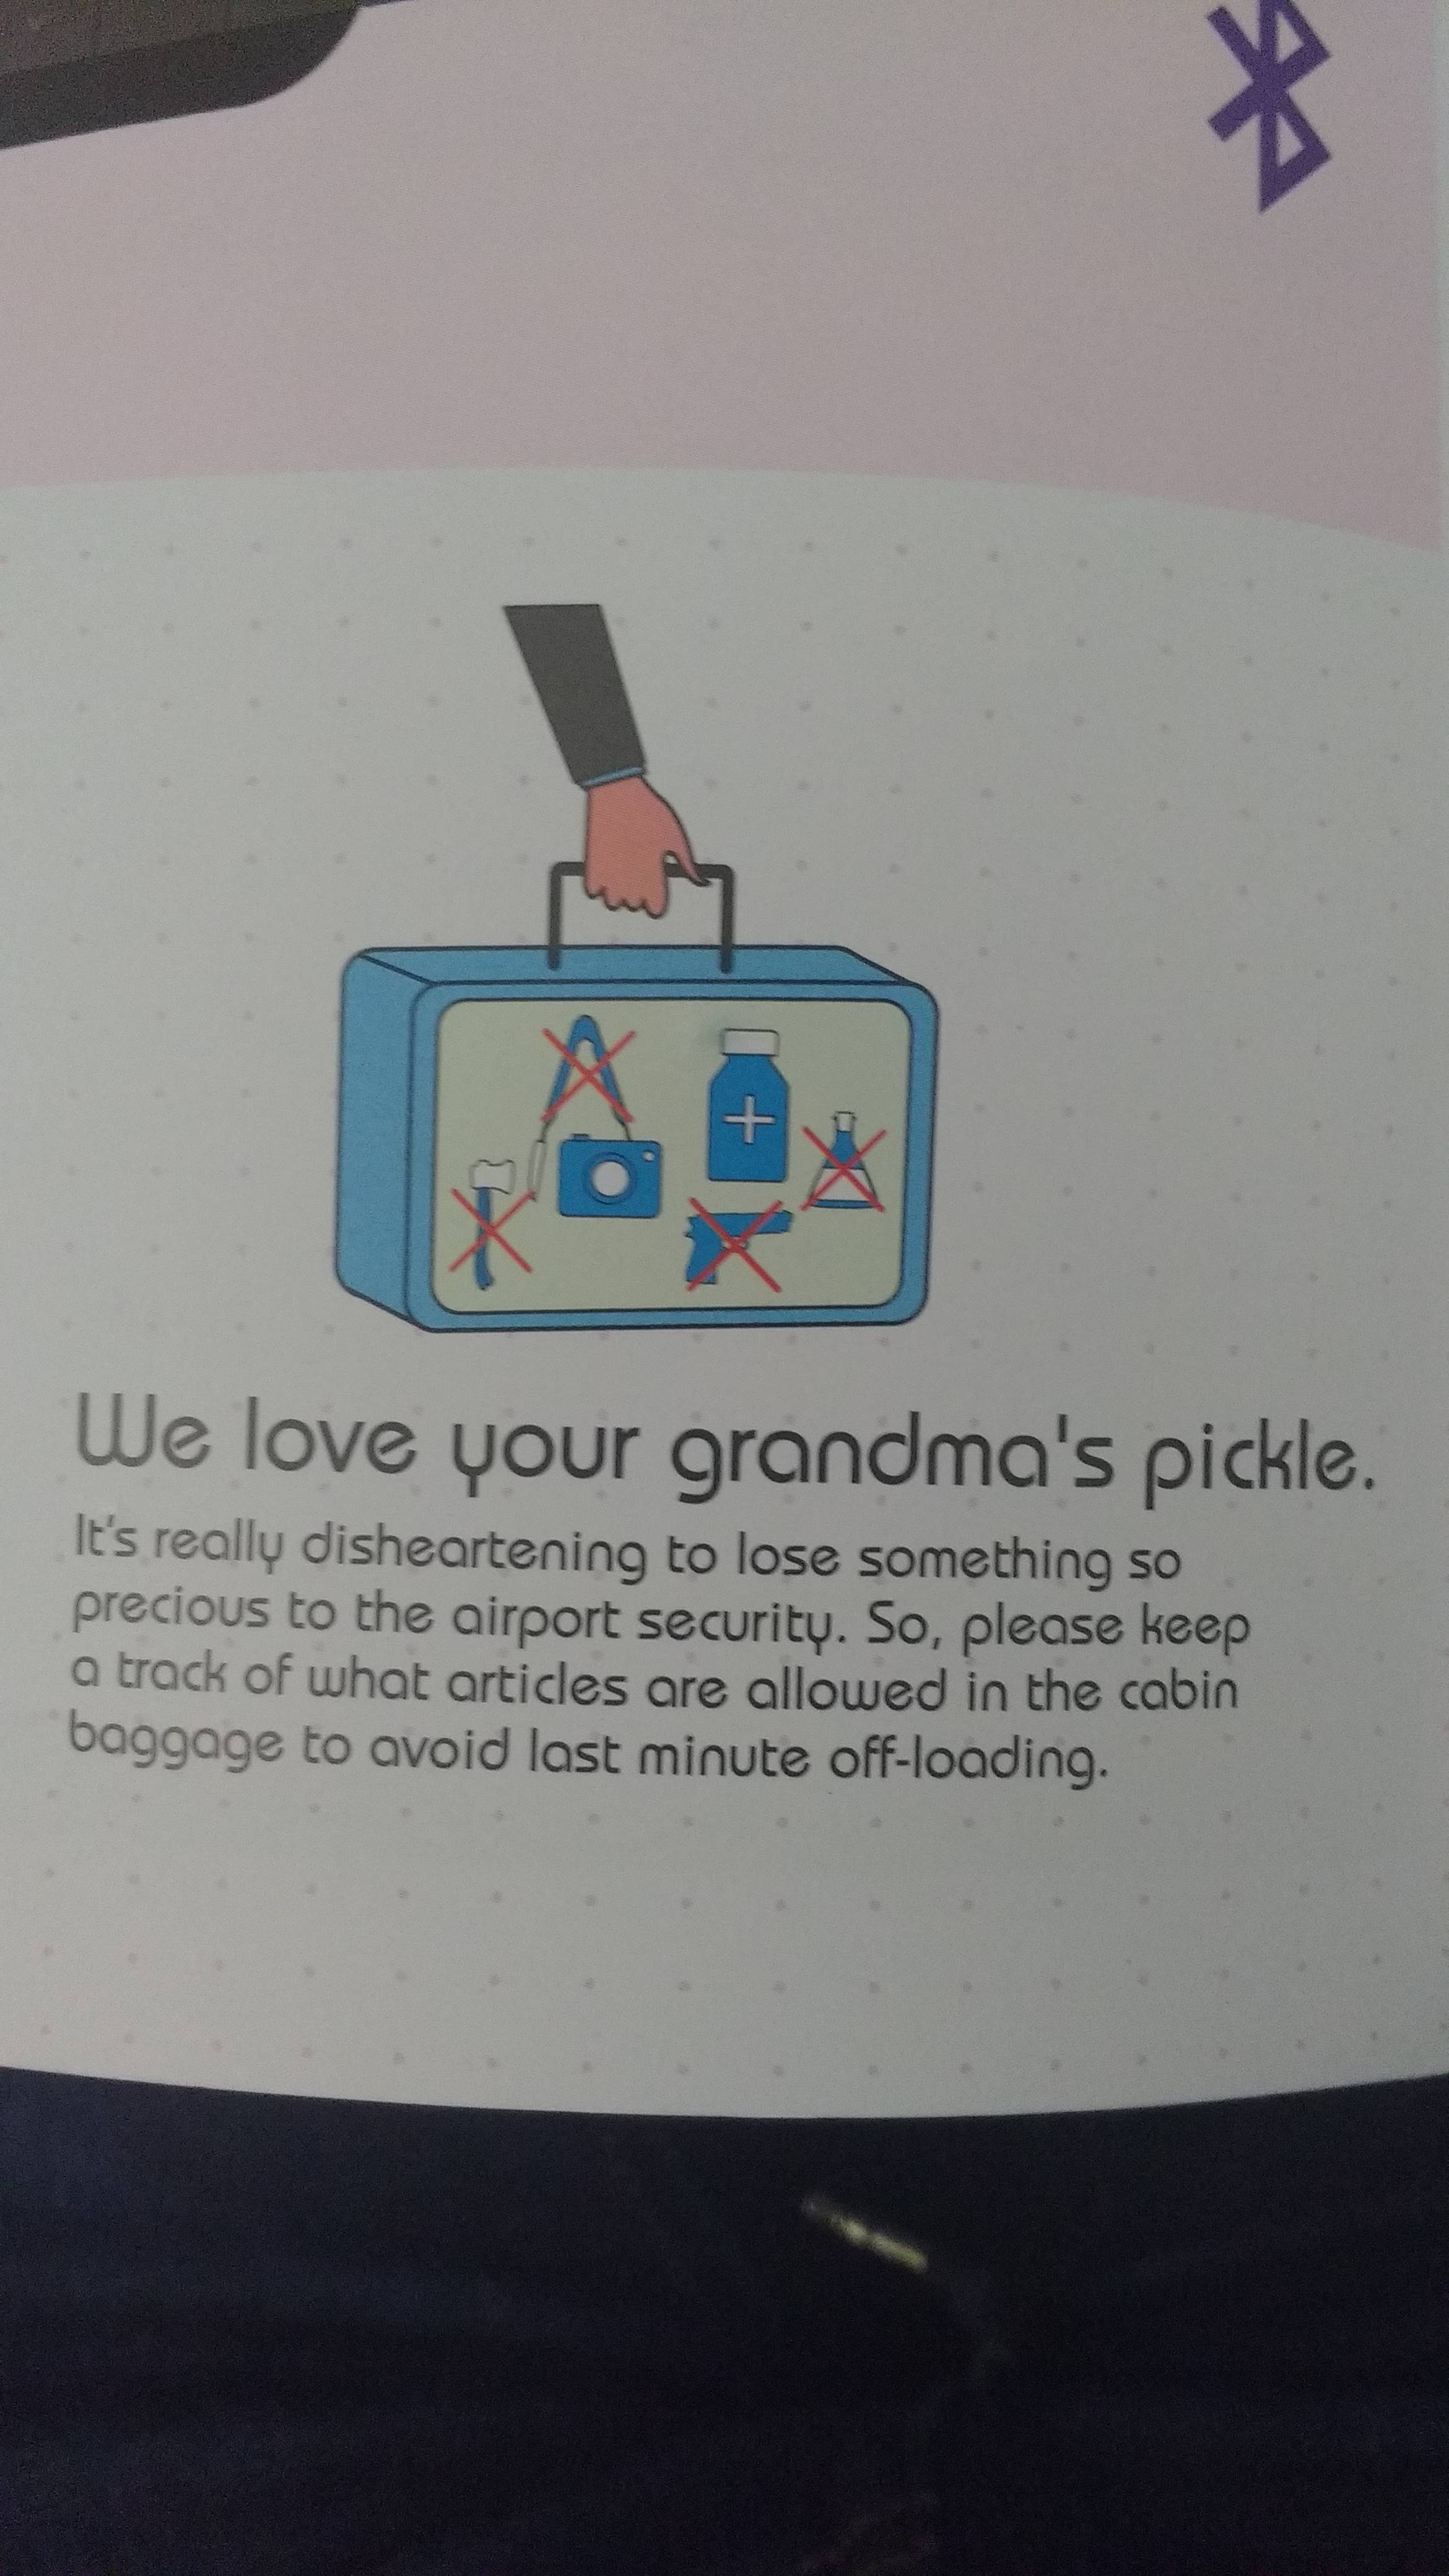 We love your grandma's pickle.
It's really disheartening to lose something so
precious to the airport security. So, please keep
a track of what articles are allowed in the cabin
baggage to avoid last minute off-loading.